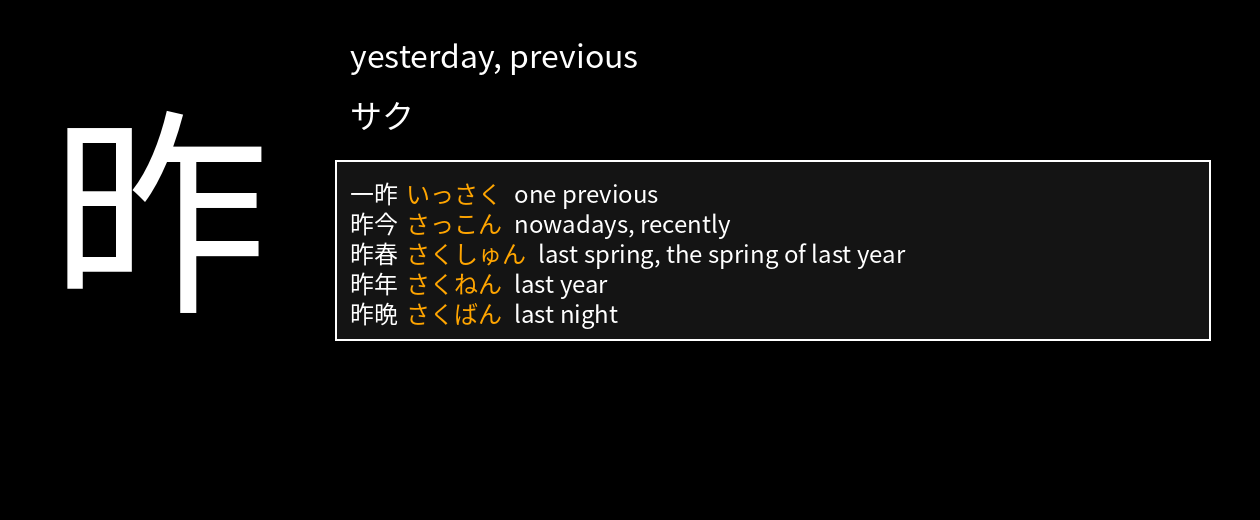 昨
yesterday, previous
サク
一昨 いっさく one previous
昨今 さっこん nowadays, recently
昨春 さくしゅん last spring, the spring of last year
昨年 さくねん last year
昨晩 さくばん last night